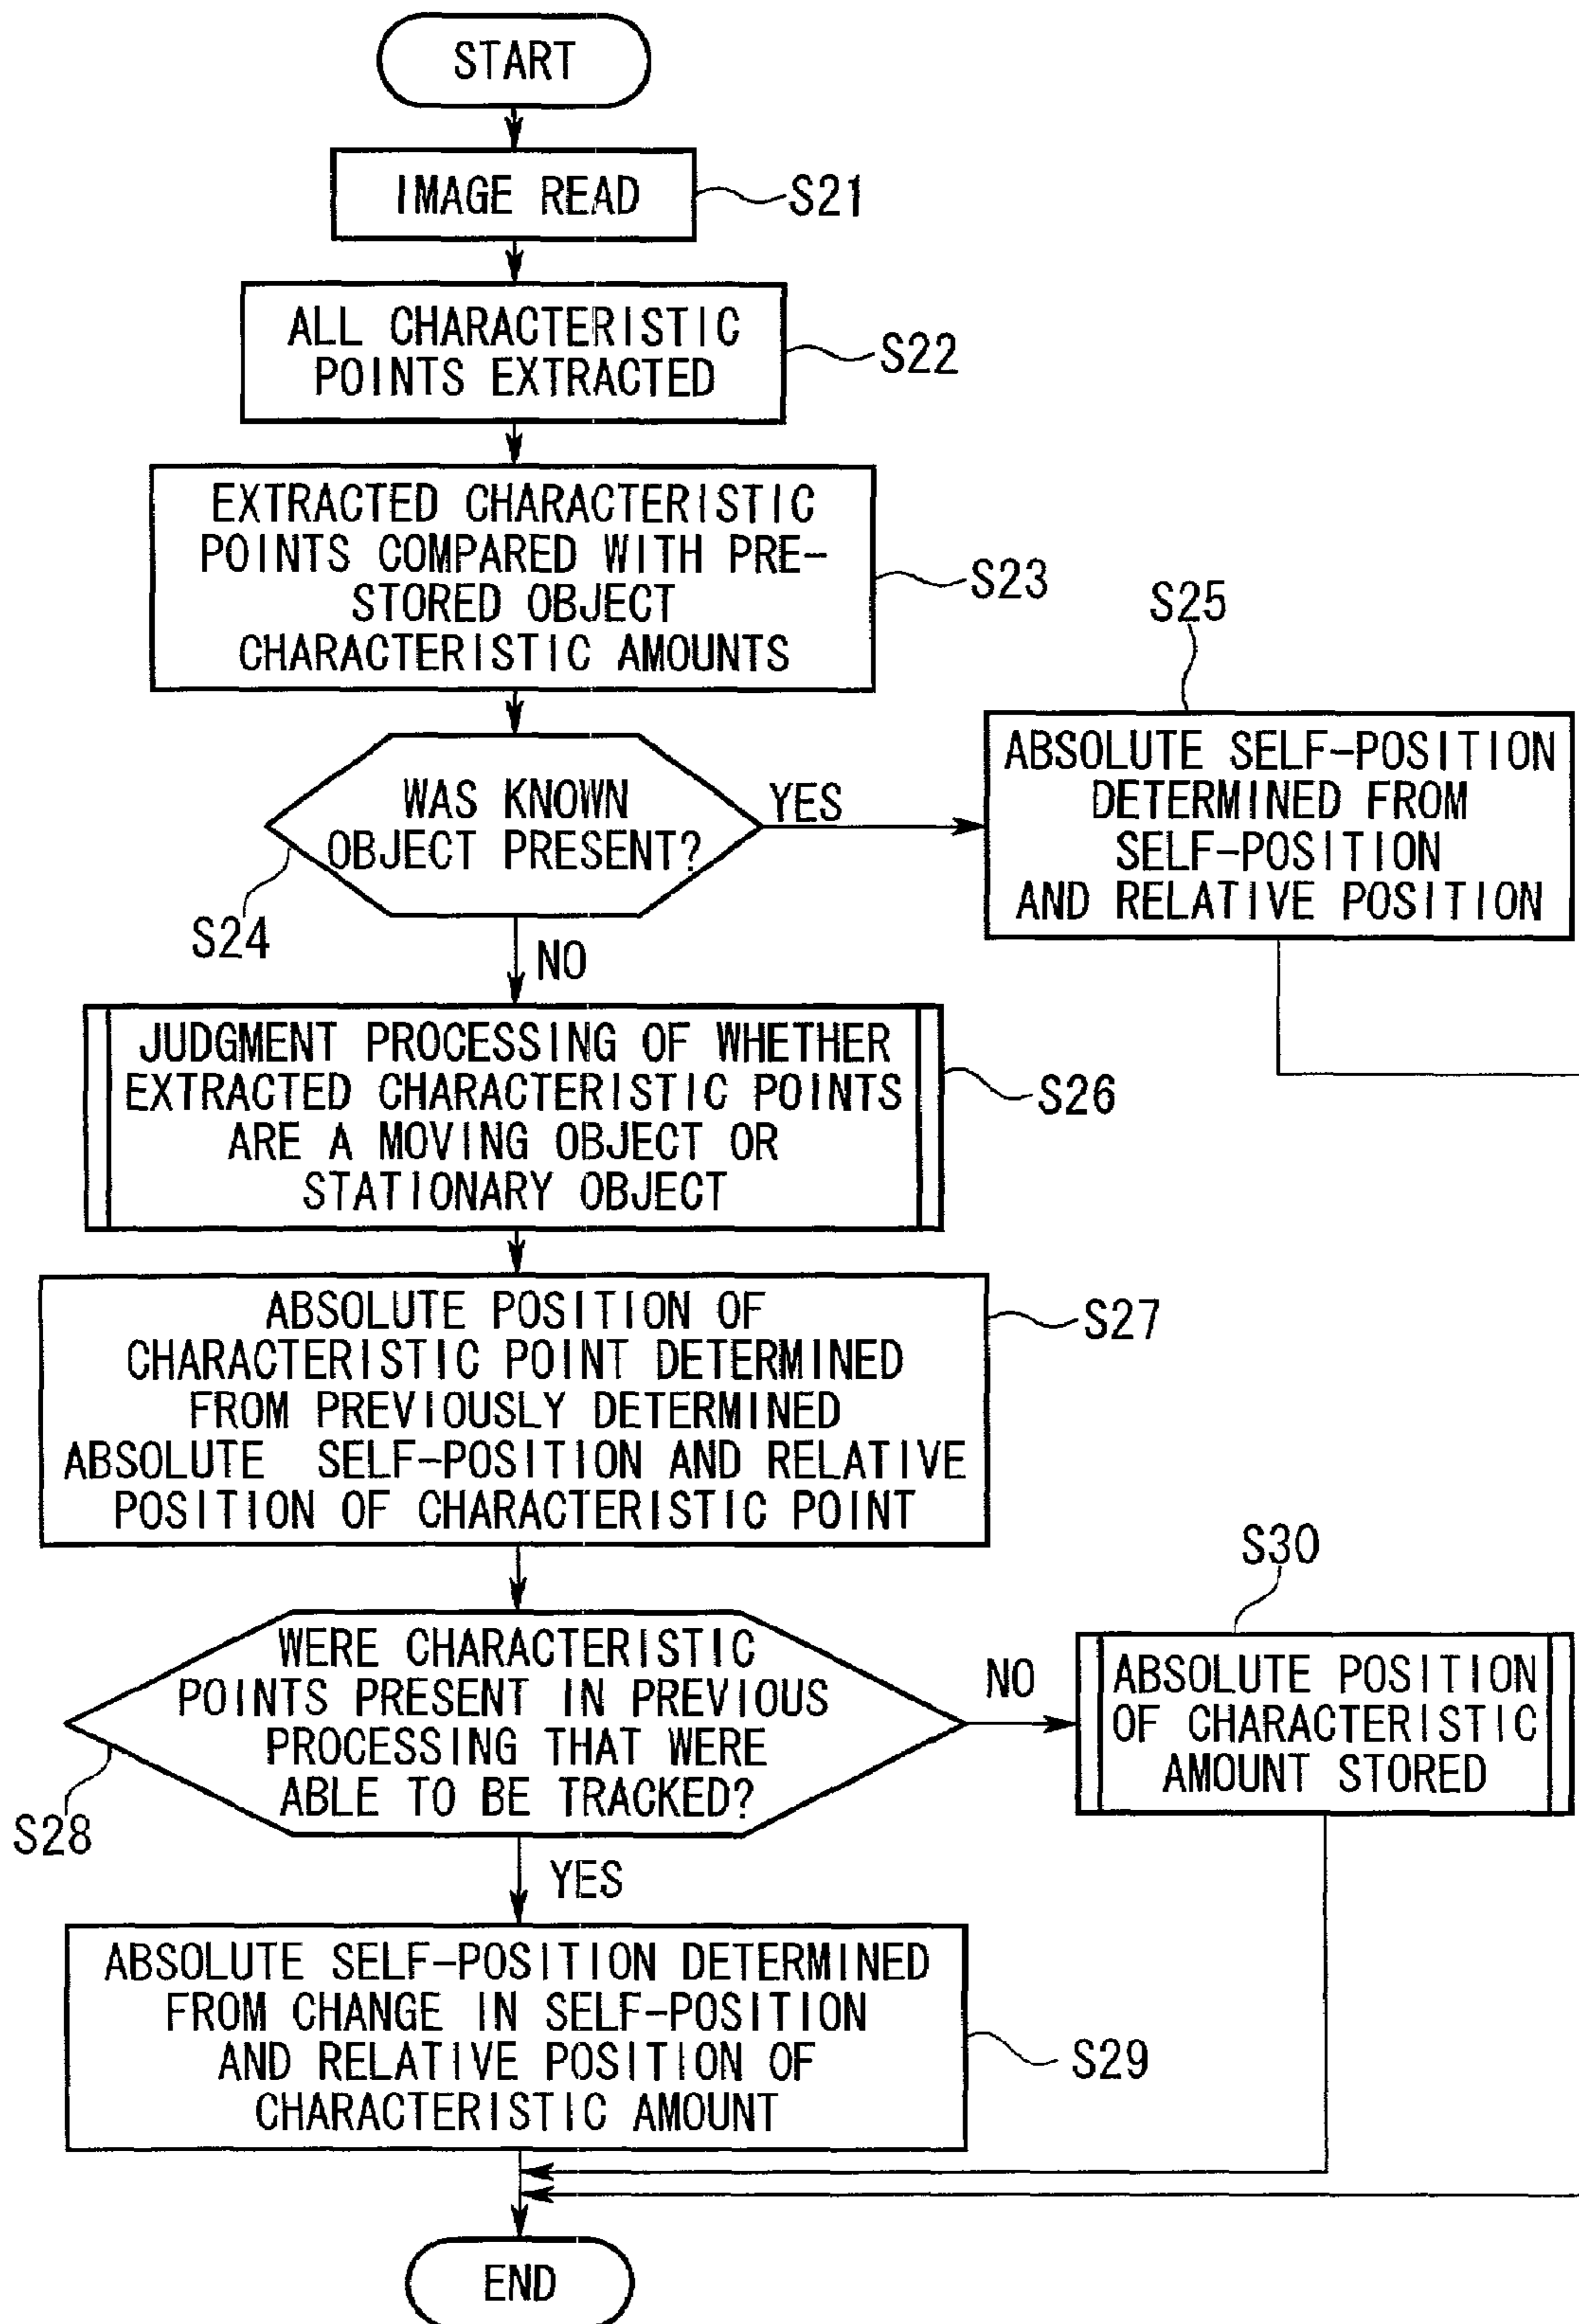 START
IMAGE READ
S21
ALL CHARACTERISTIC
POINTS EXTRACTED
S22
EXTRACTED CHARACTERISTIC
POINTS COMPARED WITH PRE-
STORED OBJECT
CHARACTERISTIC AMOUNTS
S23
WAS KNOWN
OBJECT PRESENT?
S24
YES
S25
ABSOLUTE SELF-POSITION
DETERMINED FROM
SELF-POSITION
AND RELATIVE POSITION
NO
JUDGMENT PROCESSING OF WHETHER
EXTRACTED CHARACTERISTIC POINTS
ARE A MOVING OBJECT OR
STATIONARY OBJECT
S26
ABSOLUTE POSITION OF
CHARACTERISTIC POINT DETERMINED
FROM PREVIOUSLY DETERMINED
ABSOLUTE SELF-POSITION AND RELATIVE
POSITION OF CHARACTERISTIC POINT
S27
WERE CHARACTERISTIC
POINTS PRESENT IN PREVIOUS
PROCESSING THAT WERE
ABLE TO BE TRACKED?
S28
NO
S30
ABSOLUTE POSITION
OF CHARACTERISTIC
AMOUNT STORED
YES
ABSOLUTE SELF-POSITION DETERMINED
FROM CHANGE IN SELF-POSITION
AND RELATIVE POSITION OF
CHARACTERISTIC AMOUNT
S29
END